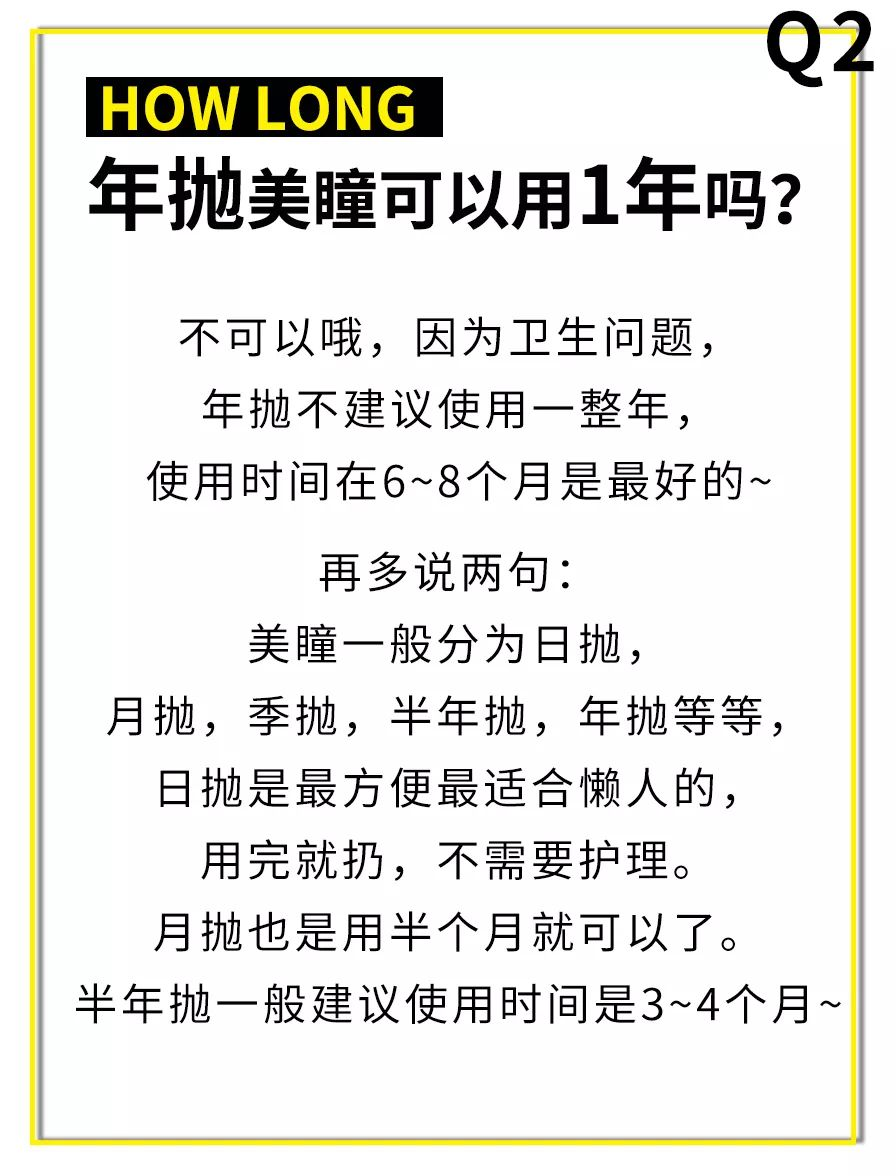 Q2
HOW LONG
年抛美瞳可以用1年吗？
不可以哦，因为卫生问题，
年抛不建议使用一整年，
使用时间在6~8个月是最好的~
再多说两句：
美瞳一般分为日抛，
月抛，季抛，半年抛，年抛等等，
日抛是最方便最适合懒人的，
用完就扔，不需要护理。
月抛也是用半个月就可以了。
半年抛一般建议使用时间是3~4个月~